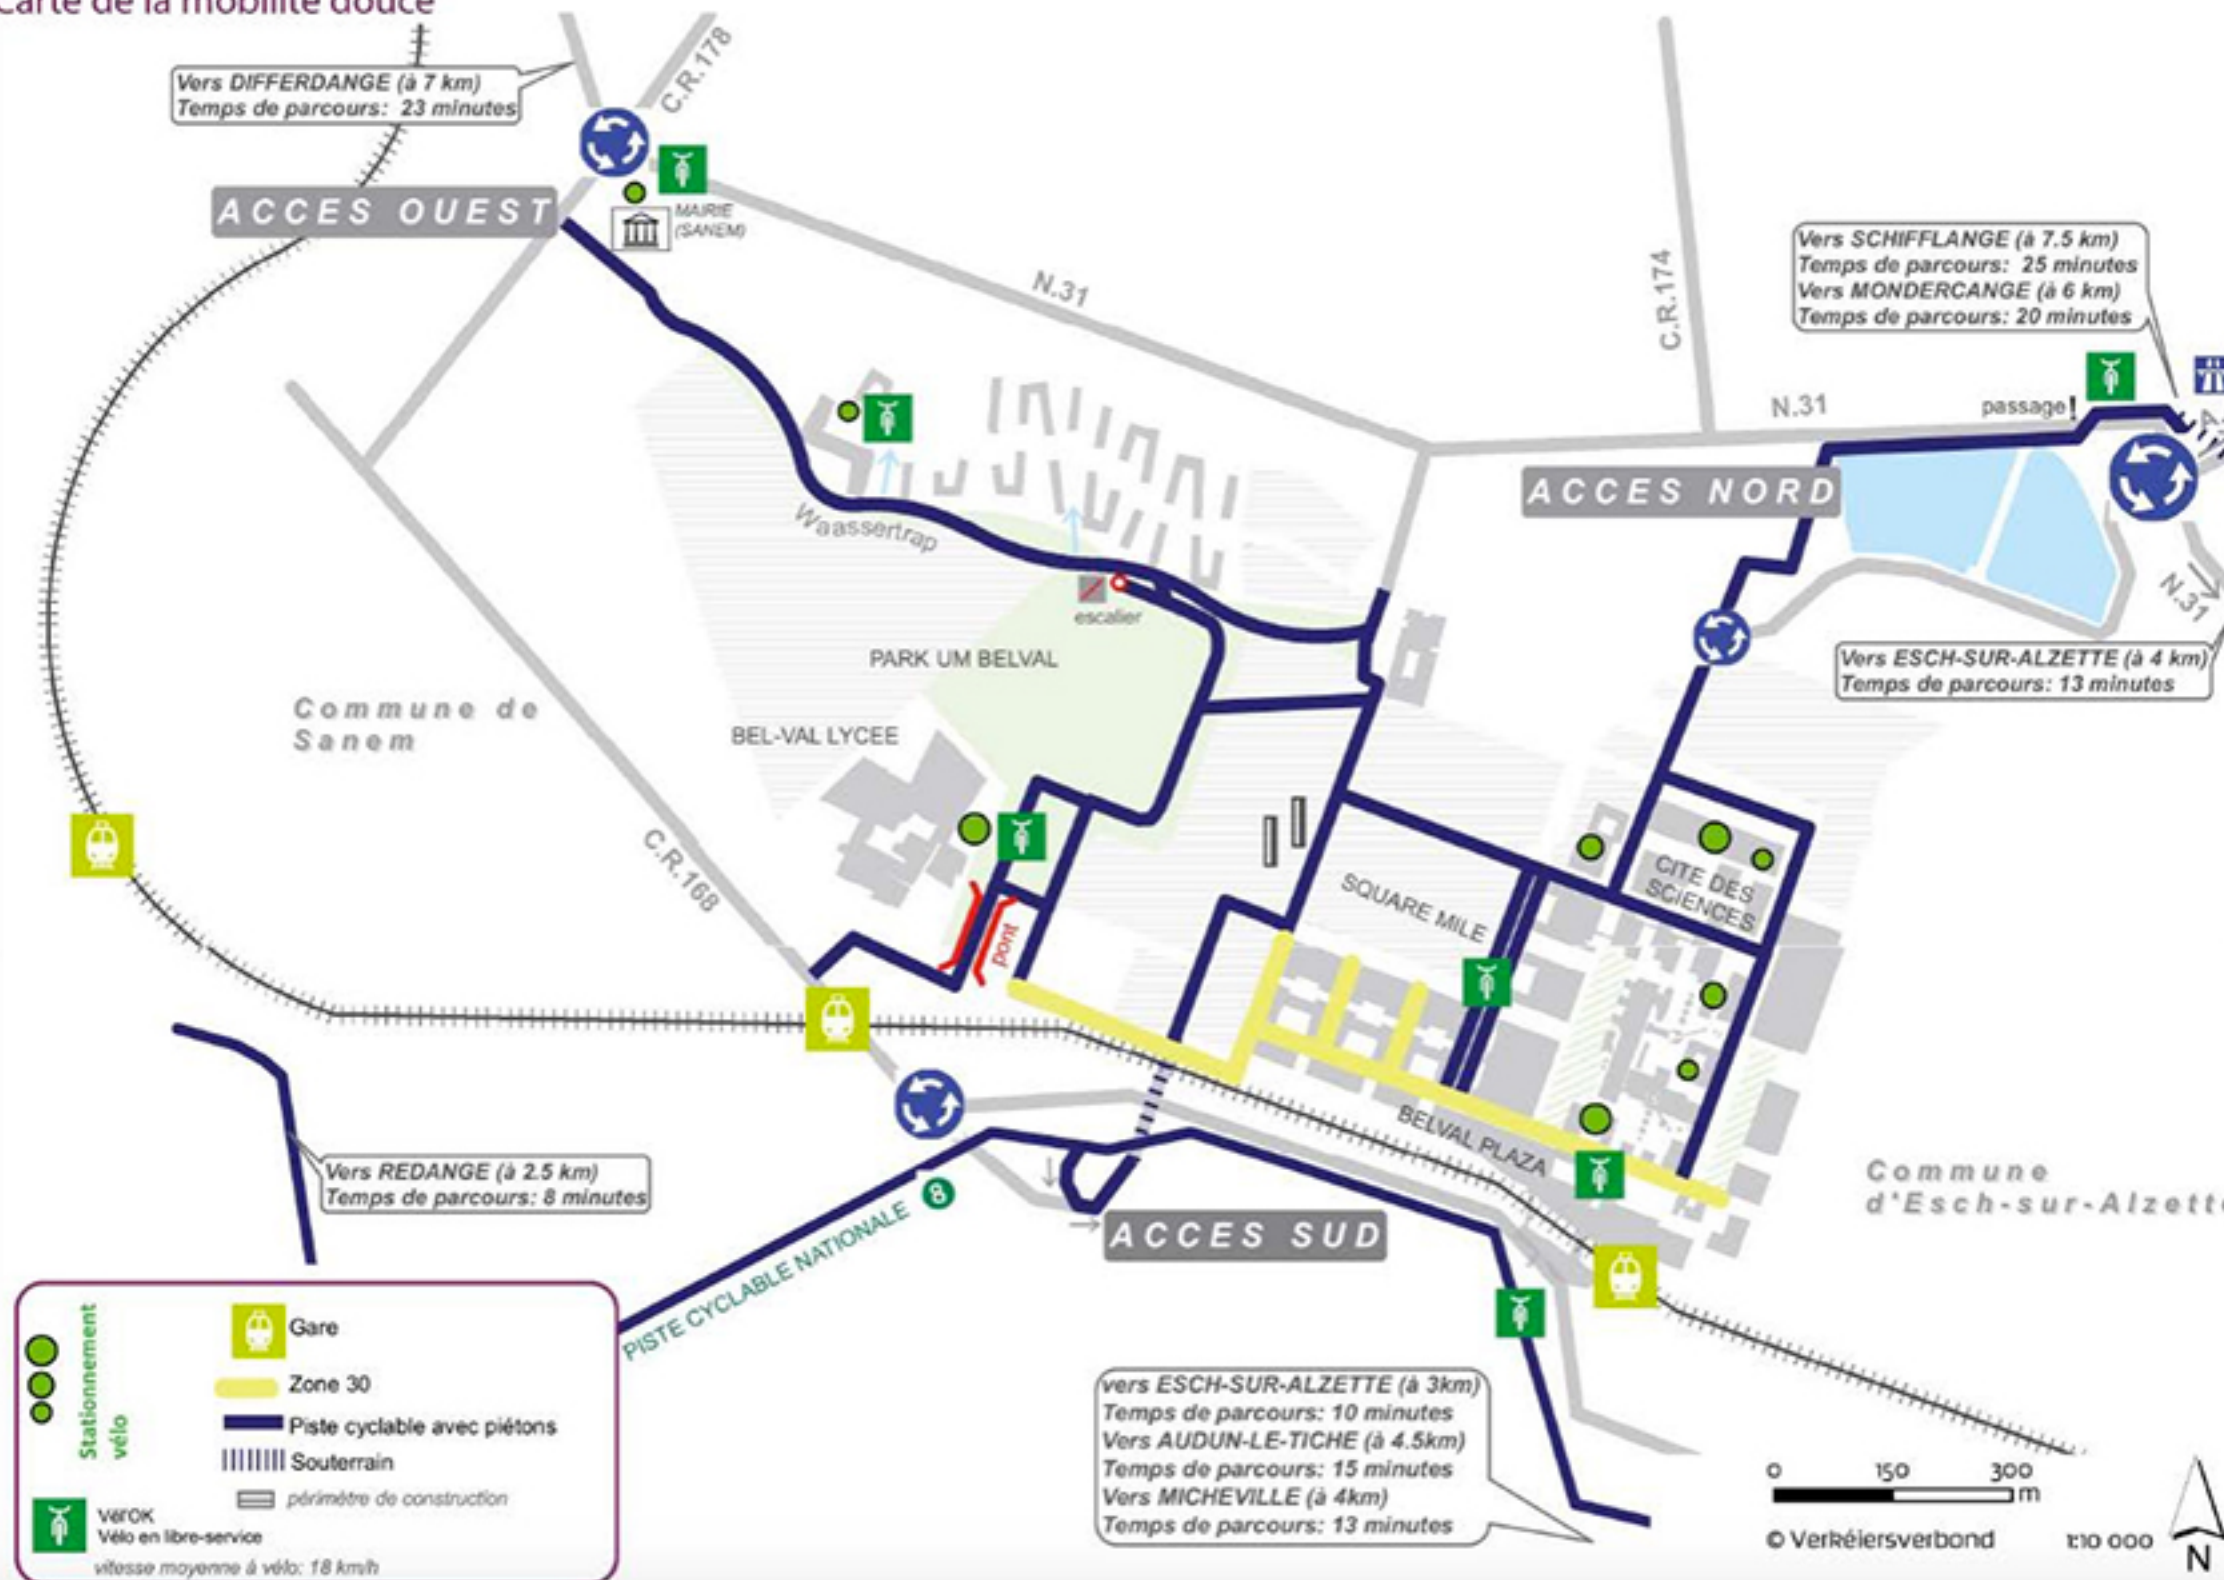 Carte de la mobilité douce
Vers DIFFERDANGE (à 7 km)
Temps de parcours: 23 minutes
C.R.178
ACCES OUEST
MAIRIE
(SANEM)
N.31
C.R.174
Vers SCHIFFLANGE (à 7.5 km)
Temps de parcours: 25 minutes
Vers MONDERCANGE (à 6 km)
Temps de parcours: 20 minutes
N.31
passage!
ACCES NORD
N.31
Waassertrap
escalier
PARK UM BELVAL
Vers ESCH-SUR-ALZETTE (à 4 km)
Temps de parcours: 13 minutes
Commune de
Sanem
BEL-VAL LYCEE
C.R.168
pont
SQUARE MILE
CITE DES
SCIENCES
BELVAL PLAZA
Commune
d'Esch-sur-Alzette
Vers REDANGE (à 2.5 km)
Temps de parcours: 8 minutes
PISTE CYCLABLE NATIONALE 8
ACCES SUD
Stationnement
vélo
Gare
Zone 30
Piste cyclable avec piétons
Souterrain
périmètre de construction
Vel'OK
Vélo en libre-service
vitesse moyenne à vélo: 18 km/h
vers ESCH-SUR-ALZETTE (à 3km)
Temps de parcours: 10 minutes
Vers AUDUN-LE-TICHE (à 4.5km)
Temps de parcours: 15 minutes
Vers MICHEVILLE (à 4km)
Temps de parcours: 13 minutes
0 150 300
m
© Verkéiersverbond 1:10 000
N